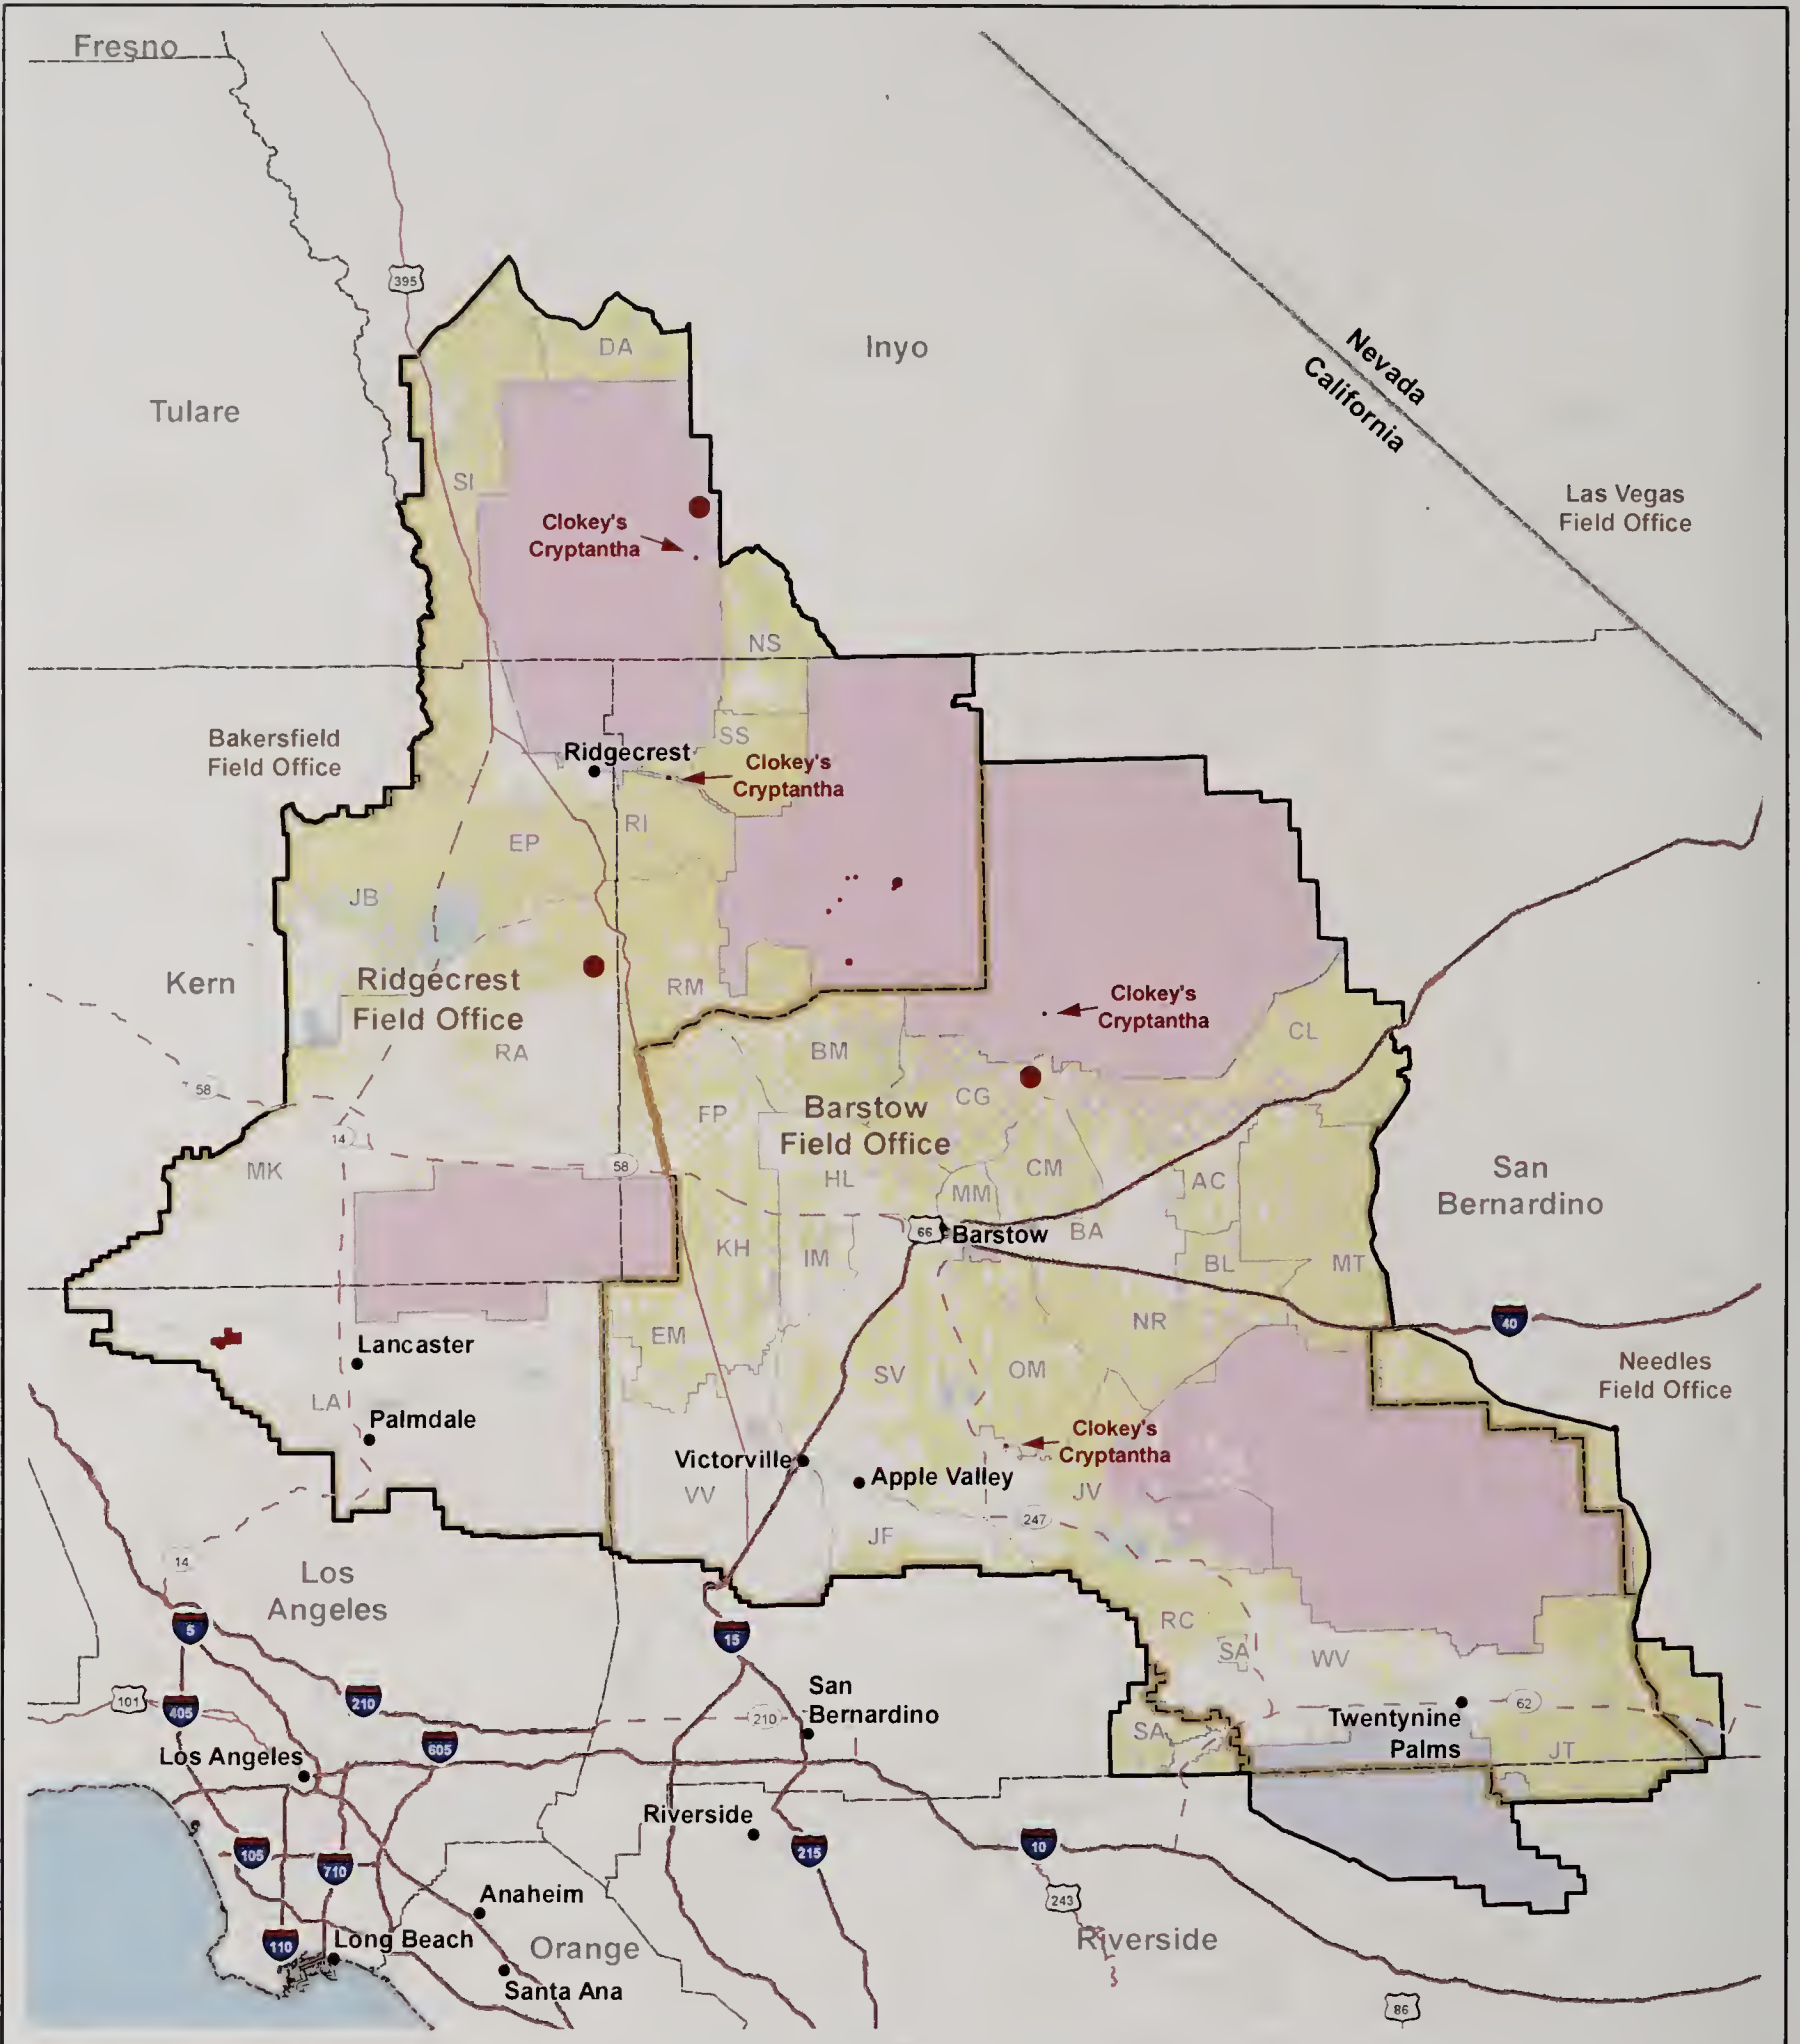 Fresno
395
DA
Inyo
Nevada
California
Tulare
SI
Las Vegas
Field Office
Clokey's
Cryptantha
NS
Bakersfield
Field Office
SS
Ridgecrest
Clokey's
Cryptantha
RI
EP
JB
Kern
Ridgecrest
Field Office
RM
Clokey's
Cryptantha
CL
RA
BM
58
CG
FP
Barstow
Field Office
14
58
MK
HL
CM
MM
AC
San
Bernardino
66
Barstow
BA
KH
IM
BL
MT
40
Lancaster
EM
NR
Needles
Field Office
SV
OM
LA
Palmdale
Clokey's
Cryptantha
Victorville
Apple Valley
VV
JV
247
JF
14
Los
Angeles
5
15
RC
SA
WV
101
405
210
San
Bernardino
210
62
Twentynine
Palms
SA
JT
605
Los Angeles
Riverside
105
710
215
10
Anaheim
243
110
Long Beach
Orange
Riverside
Santa Ana
86